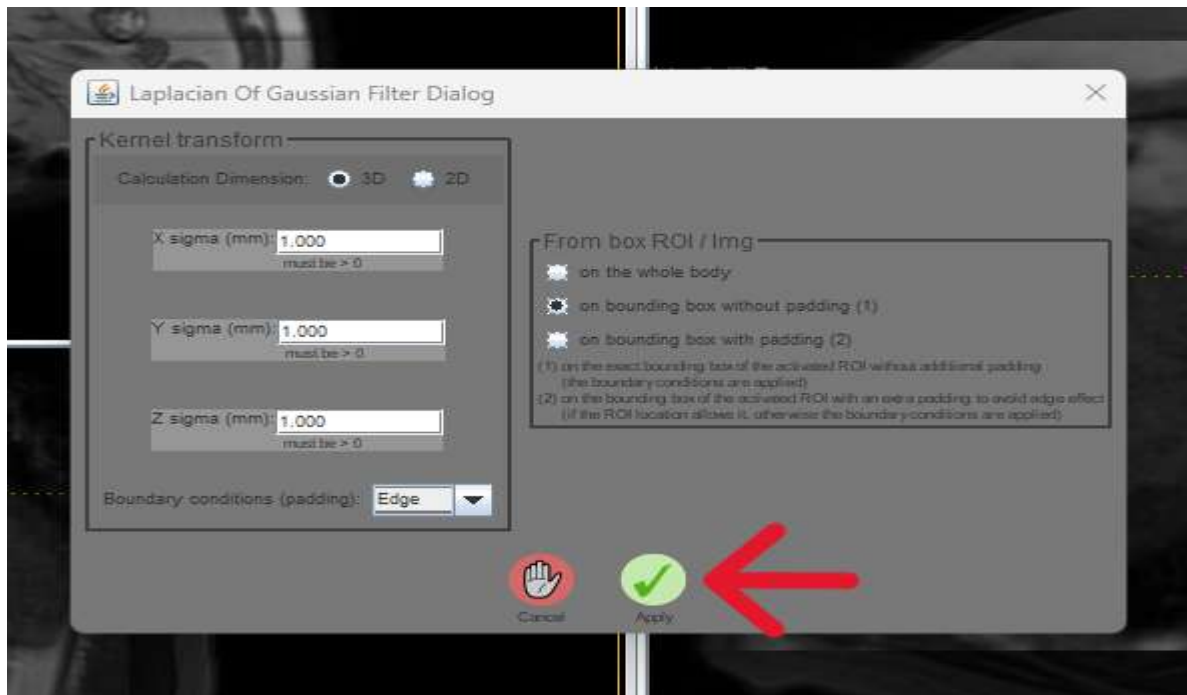 Laplacian Of Gaussian Filter Dialog
Kernel transform
Calculation Dimension: 3D 2D
X sigma (mm): 1.000
must be > 0
Y sigma (mm): 1.000
must be > 0
Z sigma (mm): 1.000
must be > 0
Boundary conditions (padding): Edge
From box ROI / Img
on the whole body
on bounding box without padding (1)
on bounding box with padding (2)
(1) on the exact bounding box of the activated ROI without additional padding
(the boundary conditions are applied)
(2) on the bounding box of the activated ROI with an extra padding to avoid edge effect
(if the ROI location allows it, otherwise the boundary conditions are applied)
Cancel
Apply